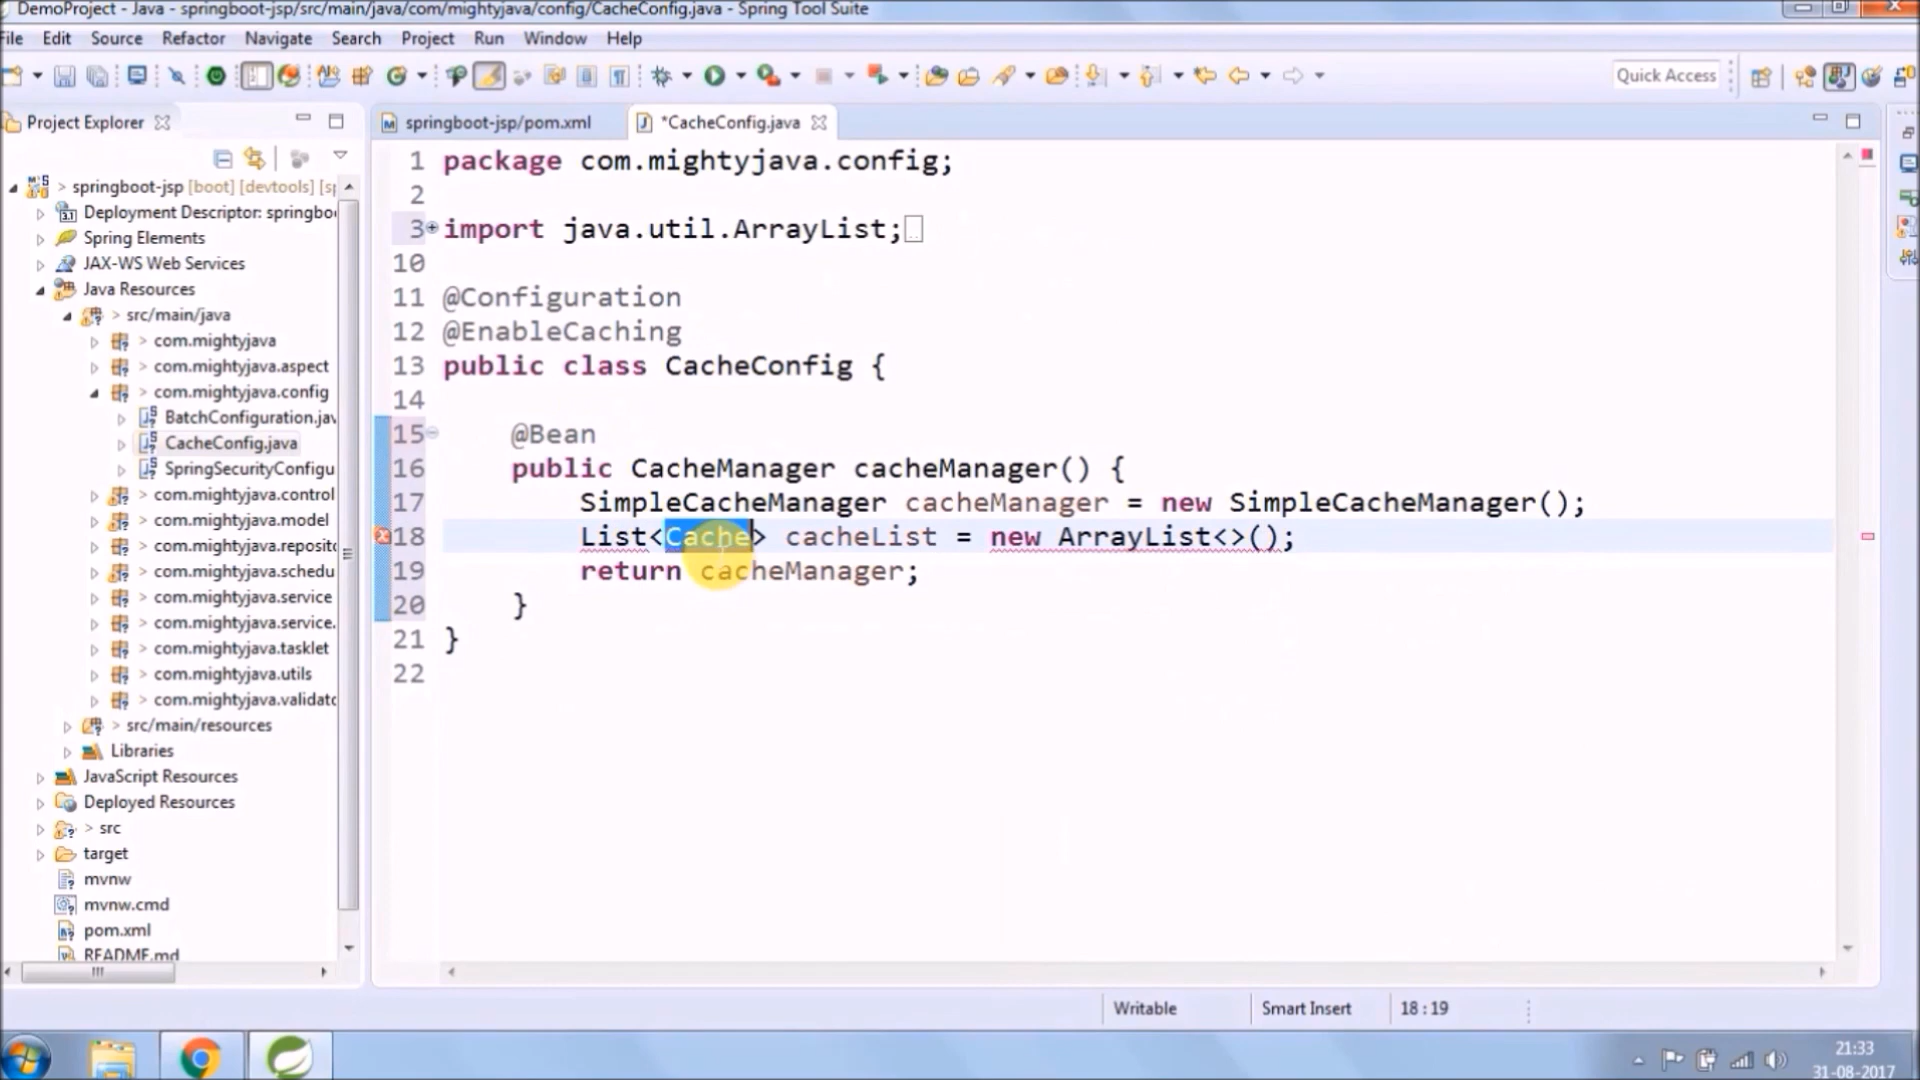 DemoProject - Java - springboot-jsp/src/main/java/com/mightyjava/config/CacheConfig.java - Spring Tool Suite
File Edit Source Refactor Navigate Search Project Run Window Help
Quick Access
Project Explorer
springboot-jsp/pom.xml
*CacheConfig.java
> springboot-jsp [boot] [devtools] [sp
Deployment Descriptor: springboo
Spring Elements
JAX-WS Web Services
Java Resources
> src/main/java
> com.mightyjava
> com.mightyjava.aspect
> com.mightyjava.config
> BatchConfiguration.jav
> CacheConfig.java
> SpringSecurityConfigu
> com.mightyjava.control
> com.mightyjava.model
> com.mightyjava.reposito
> com.mightyjava.schedu
> com.mightyjava.service
> com.mightyjava.service.
> com.mightyjava.tasklet
> com.mightyjava.utils
> com.mightyjava.validato
> src/main/resources
Libraries
JavaScript Resources
Deployed Resources
> src
target
mvnw
mvnw.cmd
pom.xml
README.md
1 package com.mightyjava.config;
2
3 import java.util.ArrayList;
10
11 @Configuration
12 @EnableCaching
13 public class CacheConfig {
14
15 @Bean
16 public CacheManager cacheManager() {
17 SimpleCacheManager cacheManager = new SimpleCacheManager();
18 List<Cache> cacheList = new ArrayList<>();
19 return cacheManager;
20 }
21 }
22
Writable
Smart Insert
18 : 19
21:33
31-08-2017